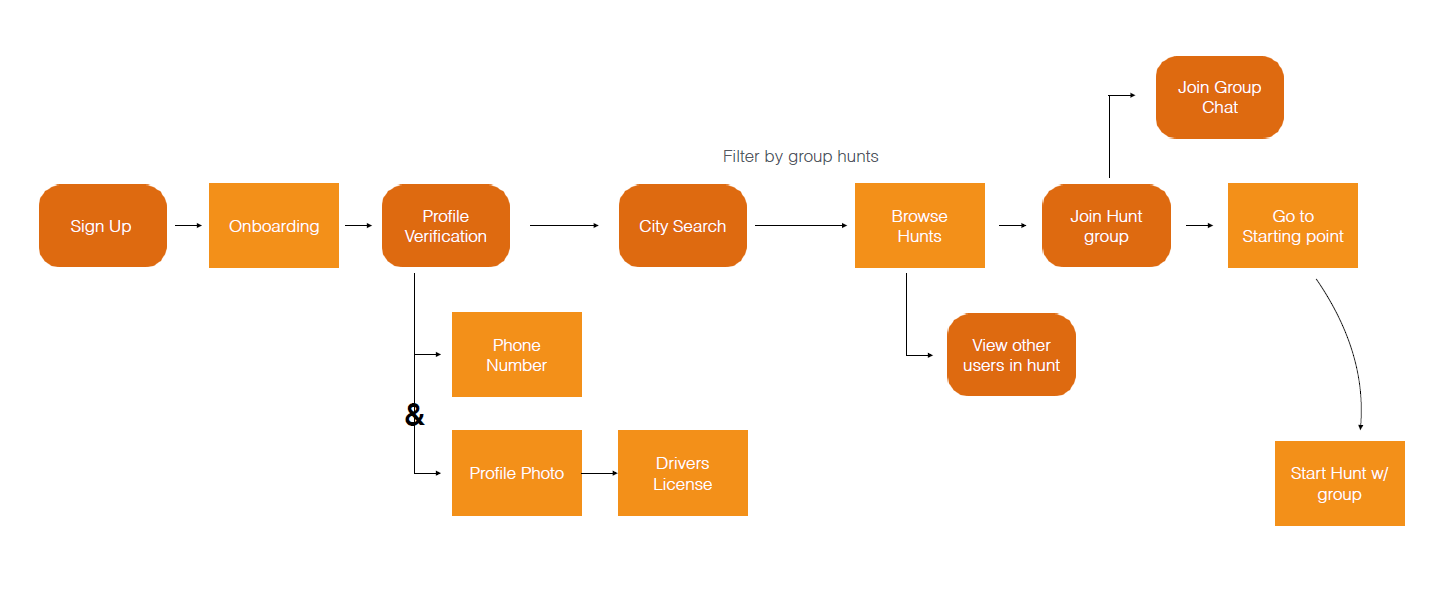 Join Group
Chat
Filter by group hunts
Sign Up
Onboarding
Profile
Verification
City Search
Browse
Hunts
Join Hunt
group
Go to
Starting point
Phone
Number
View other
users in hunt
&
Profile Photo
Drivers
License
Start Hunt w/
group